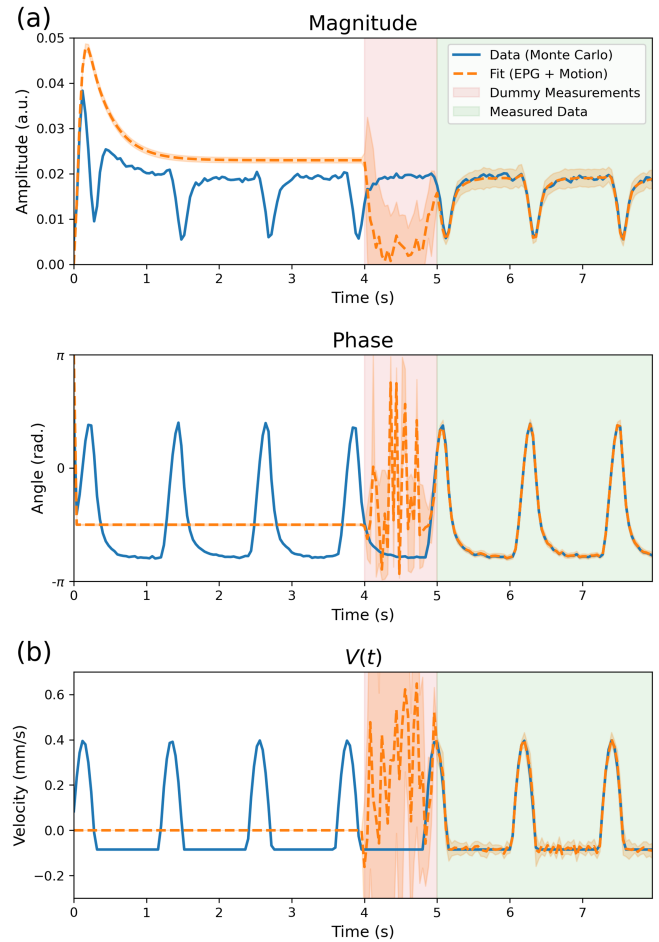 (a)
Magnitude
0.05
0.04
0.03
0.02
0.01
0.00
Amplitude (a.u.)
Data (Monte Carlo)
Fit (EPG + Motion)
Dummy Measurements
Measured Data
0 1 2 3 4 5 6 7
Time (s)
Phase
π
0
-π
Angle (rad.)
0 1 2 3 4 5 6 7
Time (s)
(b)
V(t)
0.6
0.4
0.2
0.0
−0.2
Velocity (mm/s)
0 1 2 3 4 5 6 7
Time (s)